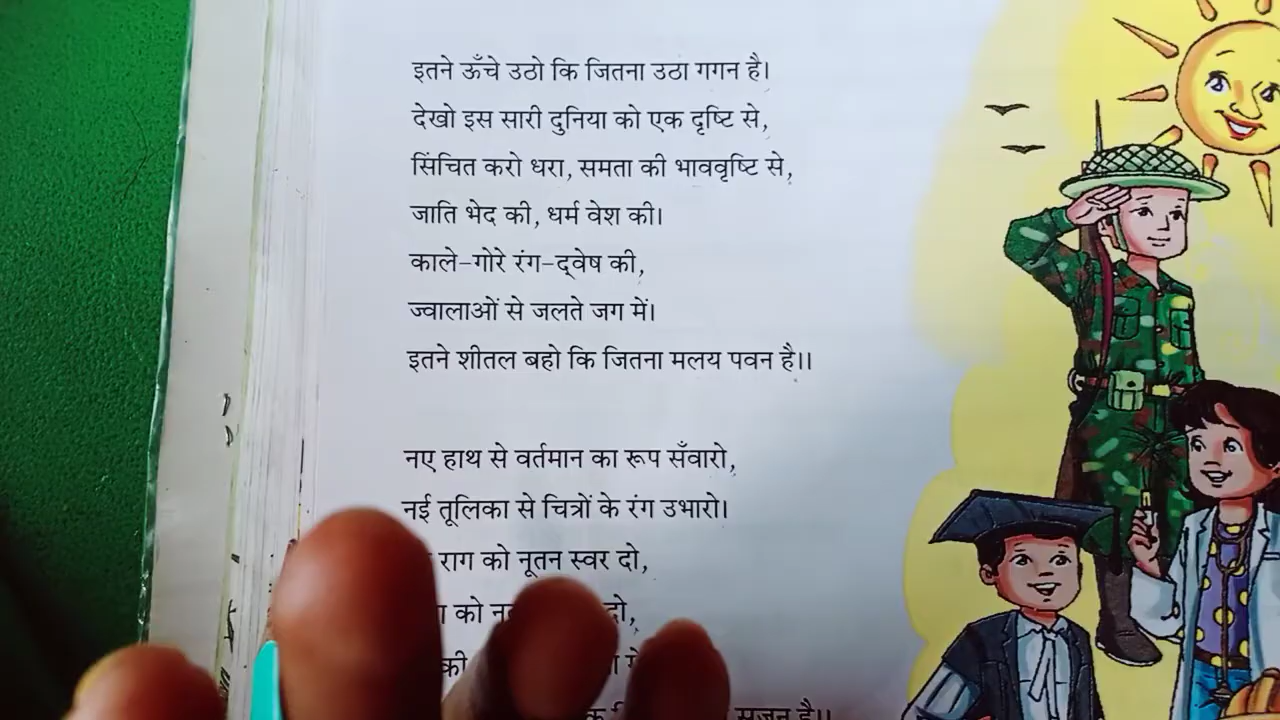 इतने ऊँचे उठो कि जितना उठा गगन है।
देखो इस सारी दुनिया को एक दृष्टि से,
सिंचित करो धरा, समता की भाववृष्टि से,
जाति भेद की, धर्म वेश की।
काले-गोरे रंग-द्वेष की,
ज्वालाओं से जलते जग में।
इतने शीतल बहो कि जितना मलय पवन है।।
नए हाथ से वर्तमान का रूप सँवारो,
नई तूलिका से चित्रों के रंग उभारो।
राग को नूतन स्वर दो,
को दो,
की
सृजन है।।